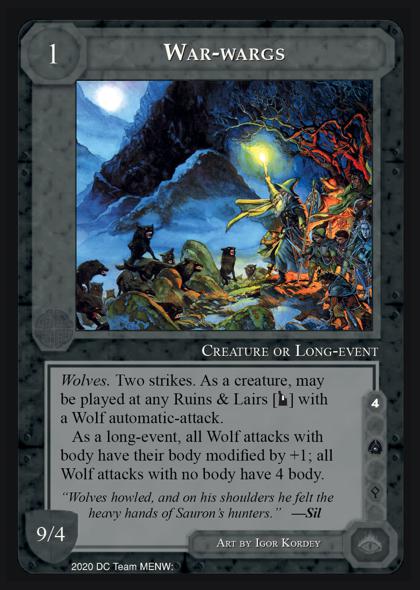 1
War-wargs
Creature or Long-event
Wolves. Two strikes. As a creature, may
be played at any Ruins & Lairs [ ] with
a Wolf automatic-attack.
As a long-event, all Wolf attacks with
body have their body modified by +1; all
Wolf attacks with no body have 4 body.
“Wolves howled, and on his shoulders he felt the
heavy hands of Sauron’s hunters.” —Sil
4
9/4
Art by Igor Kordey
2020 DC Team MENW: